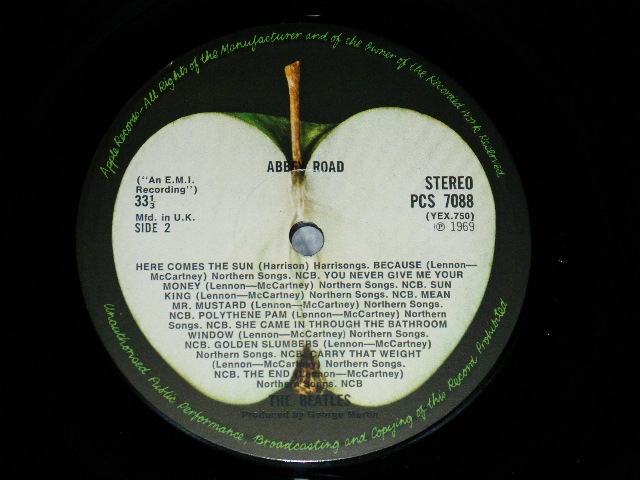 Apple Records-All Rights of the Manufacturer and of the Owner of the Recorded Work Reserved
ABBEY ROAD
("An E.M.I.
Recording")
33⅓
Mfd. in U.K.
SIDE 2
STEREO
PCS 7088
(YEX.750)
℗ 1969
HERE COMES THE SUN (Harrison) Harrisongs. BECAUSE (Lennon—
McCartney) Northern Songs. NCB. YOU NEVER GIVE ME YOUR
MONEY (Lennon—McCartney) Northern Songs. NCB. SUN
KING (Lennon—McCartney) Northern Songs. NCB. MEAN
MR. MUSTARD (Lennon—McCartney) Northern Songs.
NCB. POLYTHENE PAM (Lennon—McCartney) Northern
Songs. NCB. SHE CAME IN THROUGH THE BATHROOM
WINDOW (Lennon—McCartney) Northern Songs.
NCB. GOLDEN SLUMBERS (Lennon—McCartney)
Northern Songs. NCB. CARRY THAT WEIGHT
(Lennon—McCartney) Northern Songs.
NCB. THE END (Lennon—McCartney)
Northern Songs. NCB
THE BEATLES
Produced by George Martin
Unauthorised Public Performance, Broadcasting and Copying of this Record Prohibited